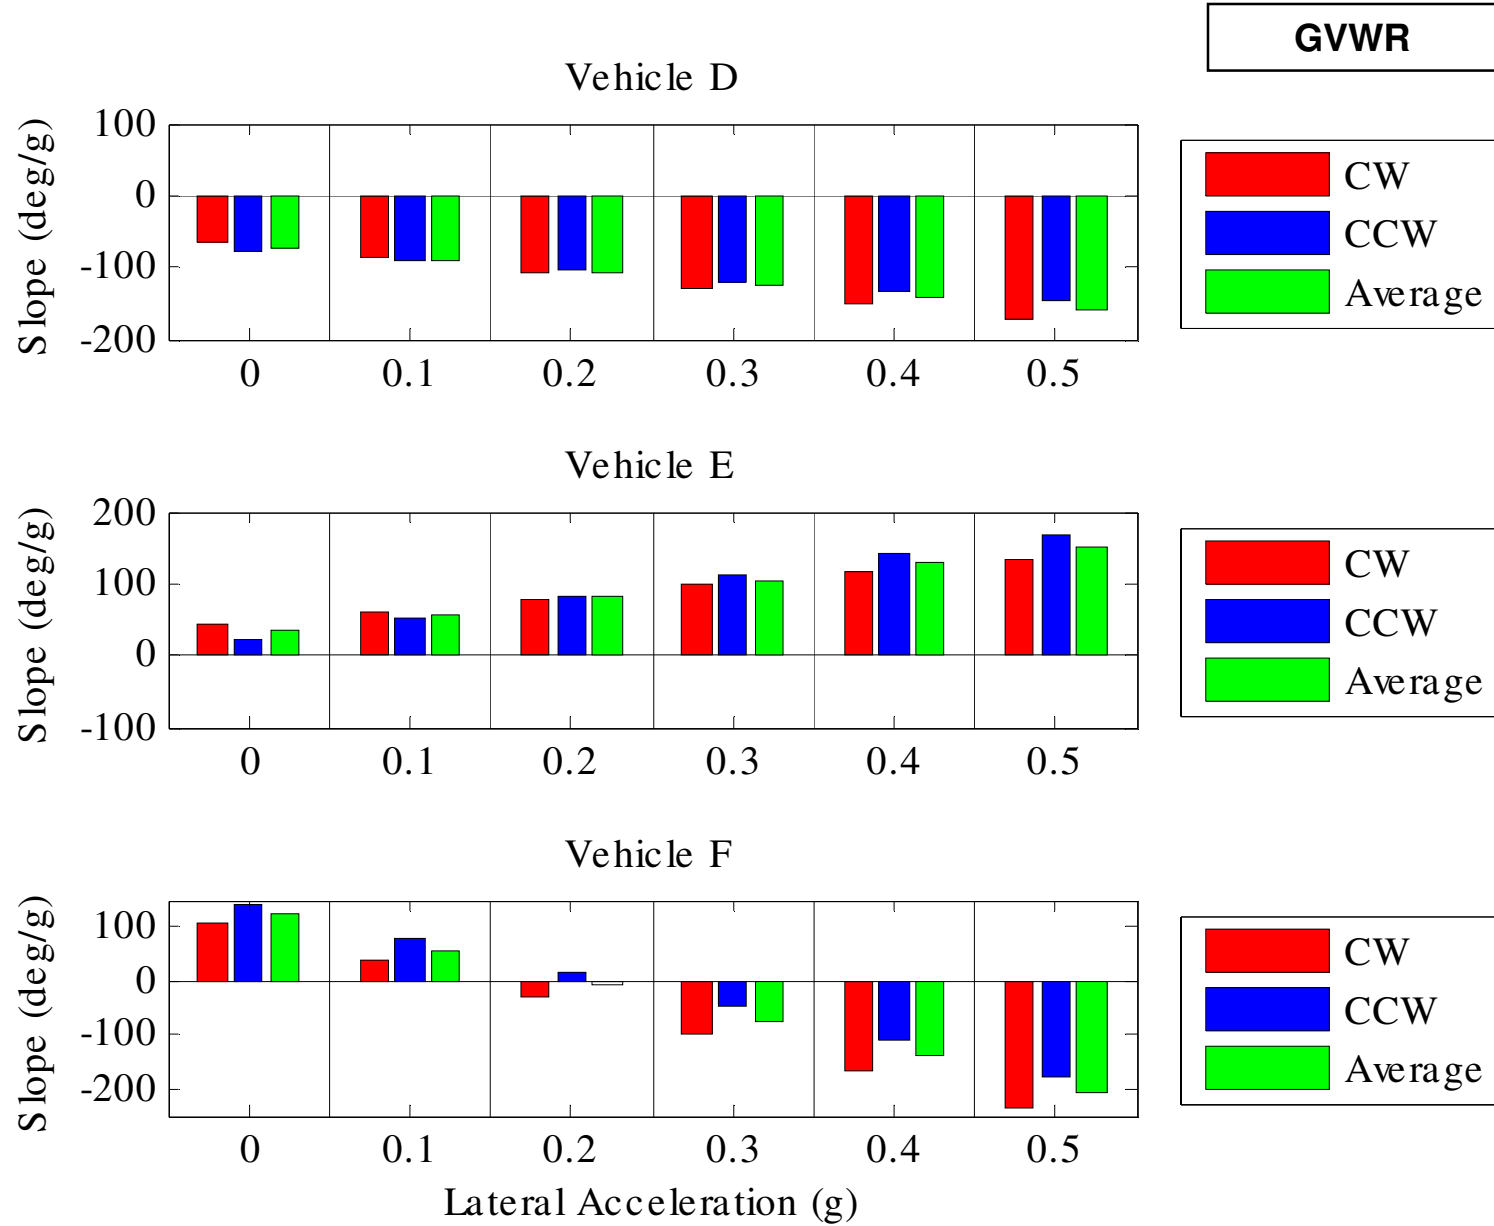 GVWR
Vehicle D
Slope (deg/g)
100
0
-100
-200
0 0.1 0.2 0.3 0.4 0.5
CW
CCW
Average
Vehicle E
Slope (deg/g)
200
100
0
-100
0 0.1 0.2 0.3 0.4 0.5
CW
CCW
Average
Vehicle F
Slope (deg/g)
100
0
-100
-200
0 0.1 0.2 0.3 0.4 0.5
Lateral Acceleration (g)
CW
CCW
Average